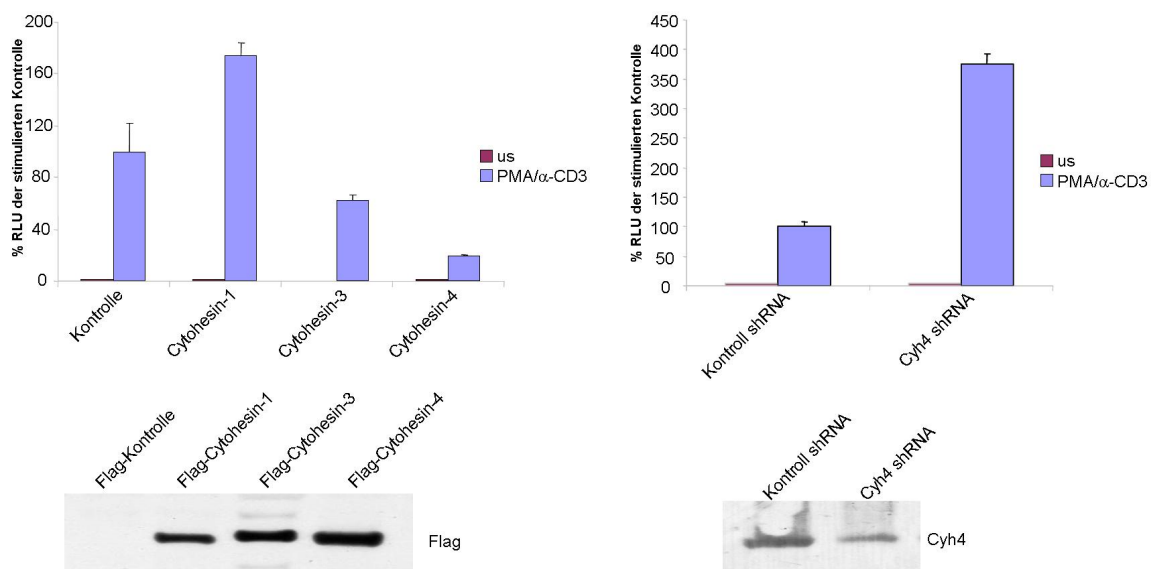 % RLU der stimulierten Kontrolle
200
160
120
80
40
0
Kontrolle
Cytohesin-1
Cytohesin-3
Cytohesin-4
us
PMA/α-CD3
% RLU der stimulierten Kontrolle
450
400
350
300
250
200
150
100
50
0
Kontroll shRNA
Cyh4 shRNA
us
PMA/α-CD3
Flag-Kontrolle
Flag-Cytohesin-1
Flag-Cytohesin-3
Flag-Cytohesin-4
Flag
Kontroll shRNA
Cyh4 shRNA
Cyh4